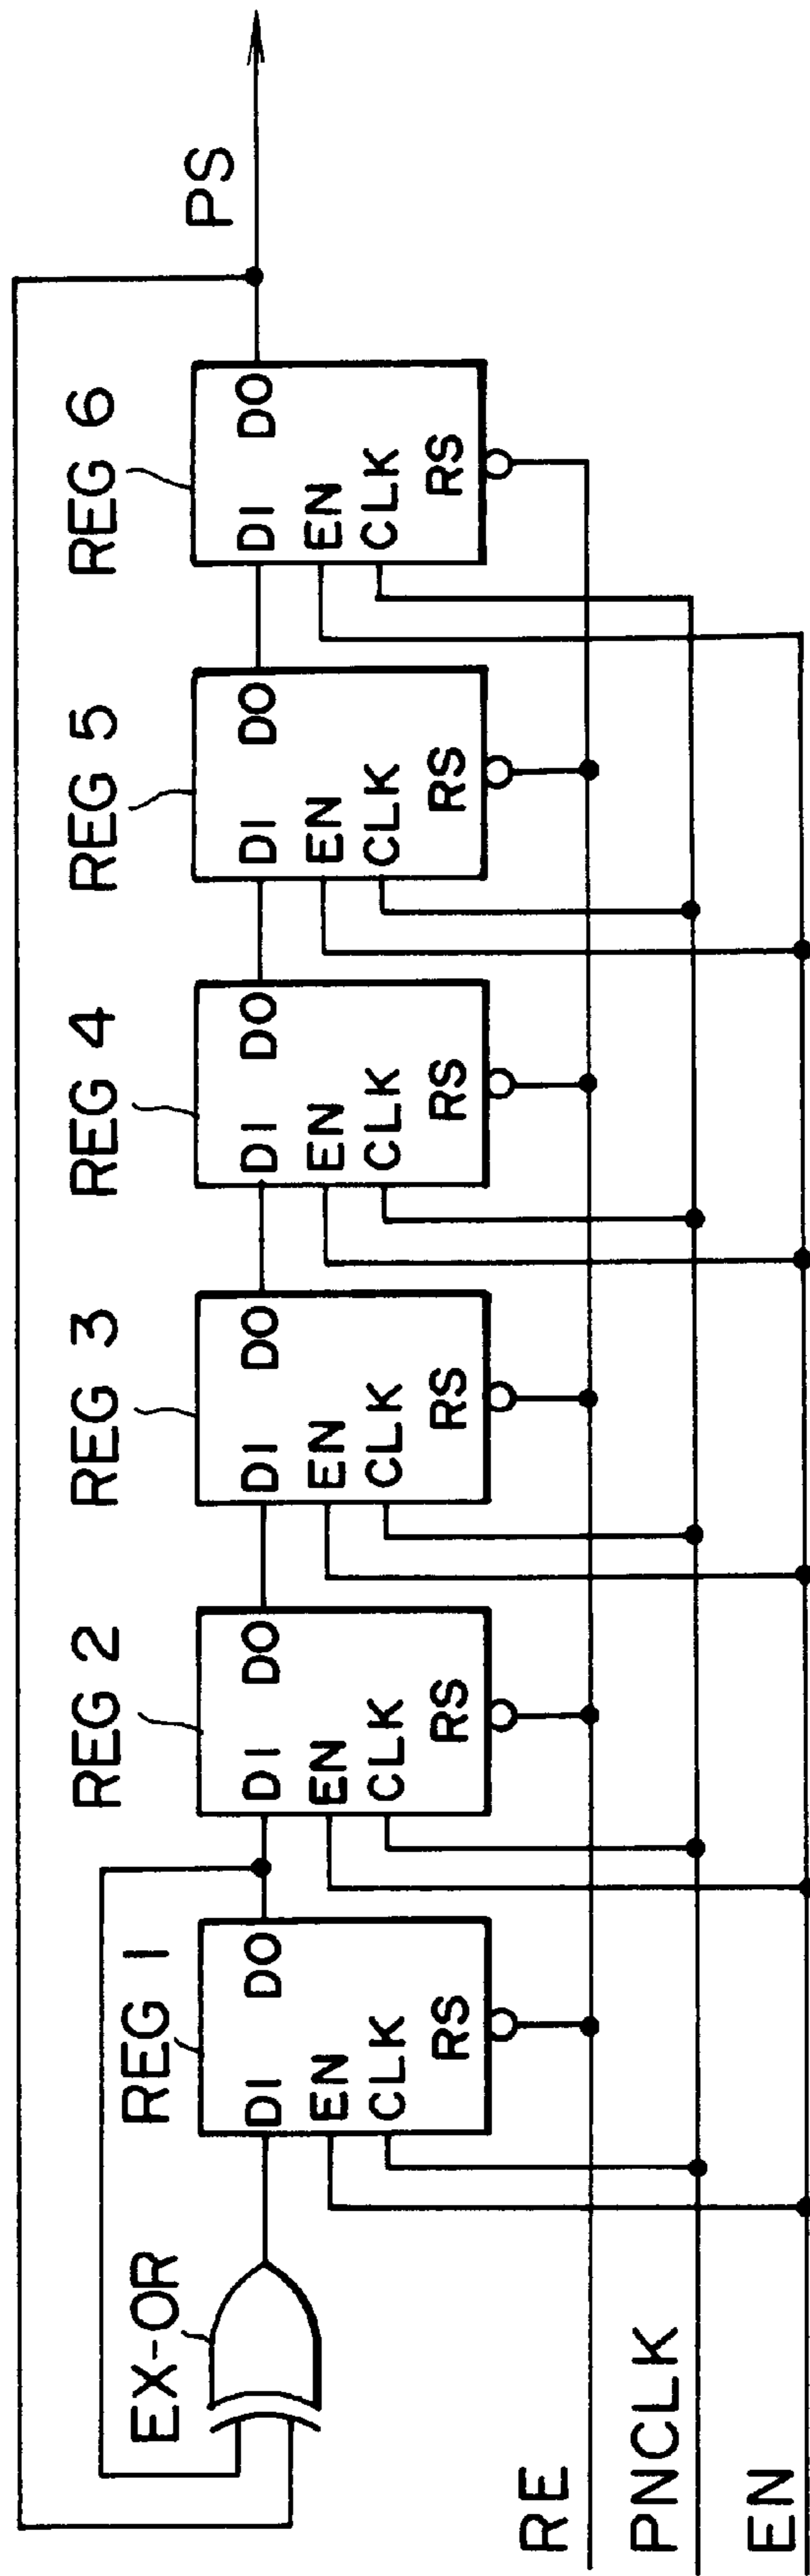 PS
REG 1
REG 2
REG 3
REG 4
REG 5
REG 6
EX-OR
DI DO
EN
CLK
RS
DI DO
EN
CLK
RS
DI DO
EN
CLK
RS
DI DO
EN
CLK
RS
DI DO
EN
CLK
RS
DI DO
EN
CLK
RS
RE
PNCLK
EN